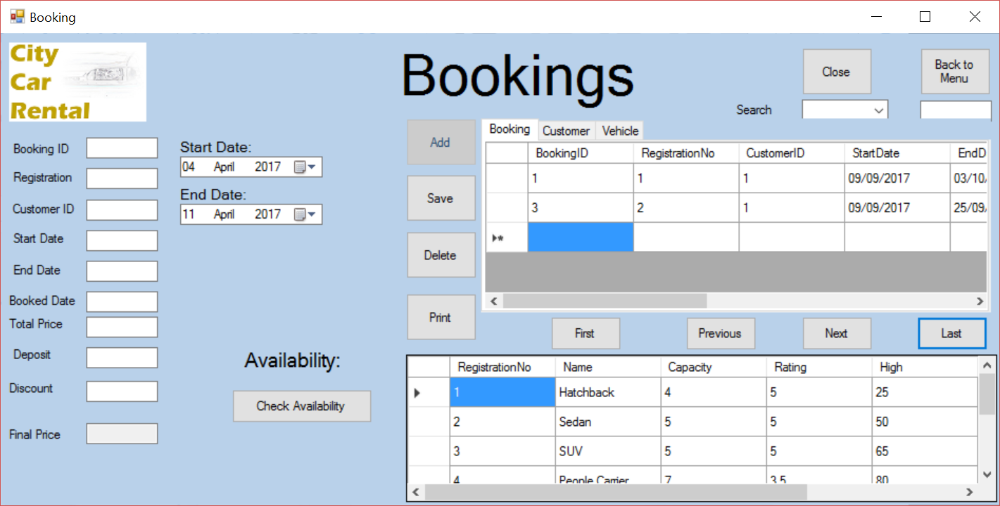 Booking
City
Car
Rental
Bookings
Close
Back to
Menu
Search
Booking ID
Registration
Customer ID
Start Date
End Date
Booked Date
Total Price
Deposit
Discount
Final Price
Start Date:
04 April 2017
End Date:
11 April 2017
Availability:
Check Availability
Add
Save
Delete
Print
Booking Customer Vehicle
BookingID RegistrationNo CustomerID StartDate EndD
1 1 1 09/09/2017 03/10/
3 2 1 09/09/2017 25/09/
First Previous Next Last
RegistrationNo Name Capacity Rating High
1 Hatchback 4 5 25
2 Sedan 5 5 50
3 SUV 5 5 65
4 People Carrier 7 3.5 80